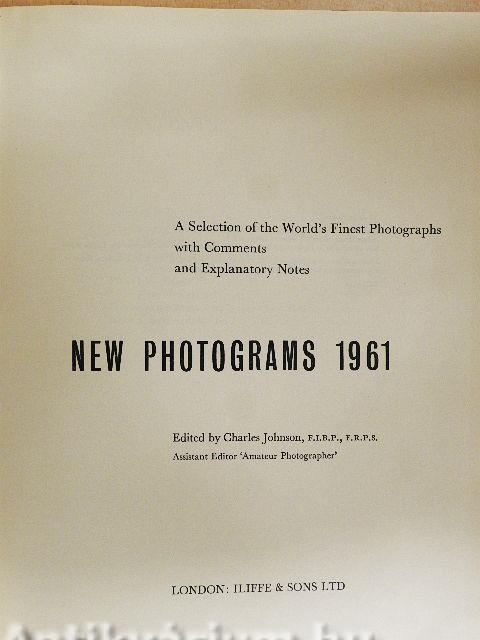 A Selection of the World's Finest Photographs
with Comments
and Explanatory Notes
NEW PHOTOGRAMS 1961
Edited by Charles Johnson, F.I.B.P., F.R.P.S.
Assistant Editor 'Amateur Photographer'
LONDON: ILIFFE & SONS LTD